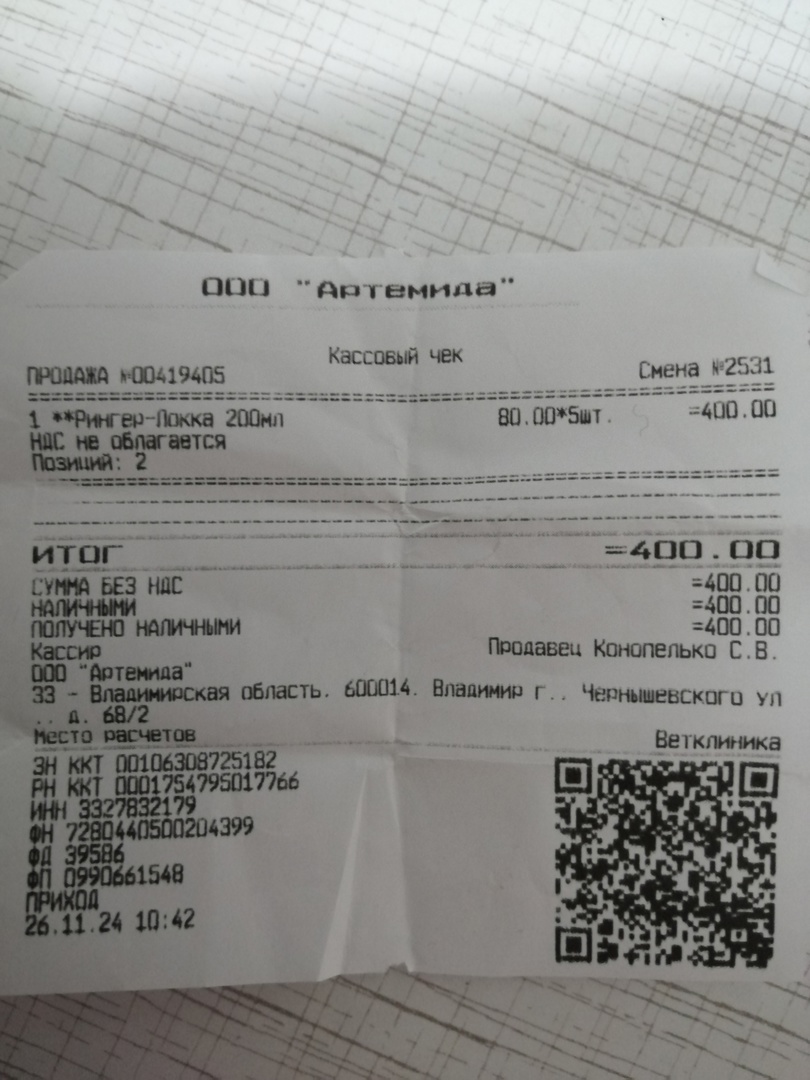 ООО "Артемида"
Кассовый чек
ПРОДАЖА №00419405 Смена №2531
1 **Рингер-Локка 200мл 80.00*5шт. =400.00
НДС не облагается
Позиций: 2
ИТОГ =400.00
СУММА БЕЗ НДС =400.00
НАЛИЧНЫМИ =400.00
ПОЛУЧЕНО НАЛИЧНЫМИ =400.00
Кассир Продавец Конопелько С.В.
ООО "Артемида"
33 - Владимирская область. 600014. Владимир г.. Чернышевского ул
.. д. 68/2
Место расчетов Ветклиника
ЗН ККТ 00106308725182
РН ККТ 0001754795017766
ИНН 3327832179
ФН 7280440500204399
ФД 39586
ФП 0990661548
ПРИХОД
26.11.24 10:42